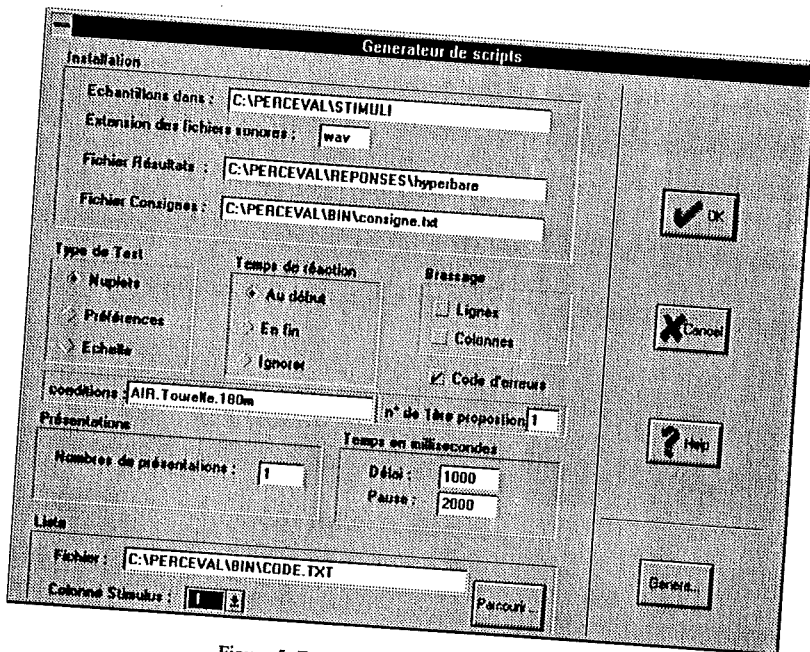 Generateur de scripts
Installation
Echantillons dans : C:\PERCEVAL\STIMULI
Extension des fichiers sonores : wav
Fichier Résultats : C:\PERCEVAL\REPONSES\hyperbare
Fichier Consignes : C:\PERCEVAL\BIN\consigne.txt
OK
Type de Test
Temps de réaction
Brassage
Nuplets
Au début
Lignes
Préférences
En fin
Colonnes
Cancel
Echelle
Ignorer
Code d'erreurs
conditions : AIR.Tourelle.180m
n° de 1ère proposition 1
Présentations
Temps en millisecondes
Help
Nombres de présentations : 1
Délai : 1000
Pause : 2000
Liste
Fichier : C:\PERCEVAL\BIN\CODE.TXT
Parcourir...
Colonne Stimulus : 1